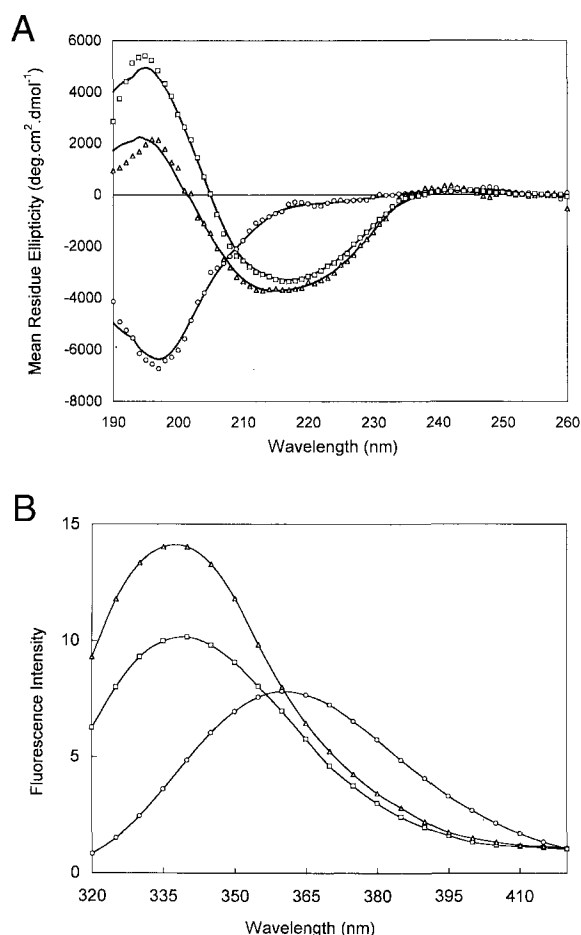 A
6000
4000
2000
0
-2000
-4000
-6000
-8000
Mean Residue Ellipticity (deg.cm².dmol⁻¹)
190 200 210 220 230 240 250 260
Wavelength (nm)
B
15
10
5
0
Fluorescence Intensity
320 335 350 365 380 395 410
Wavelength (nm)